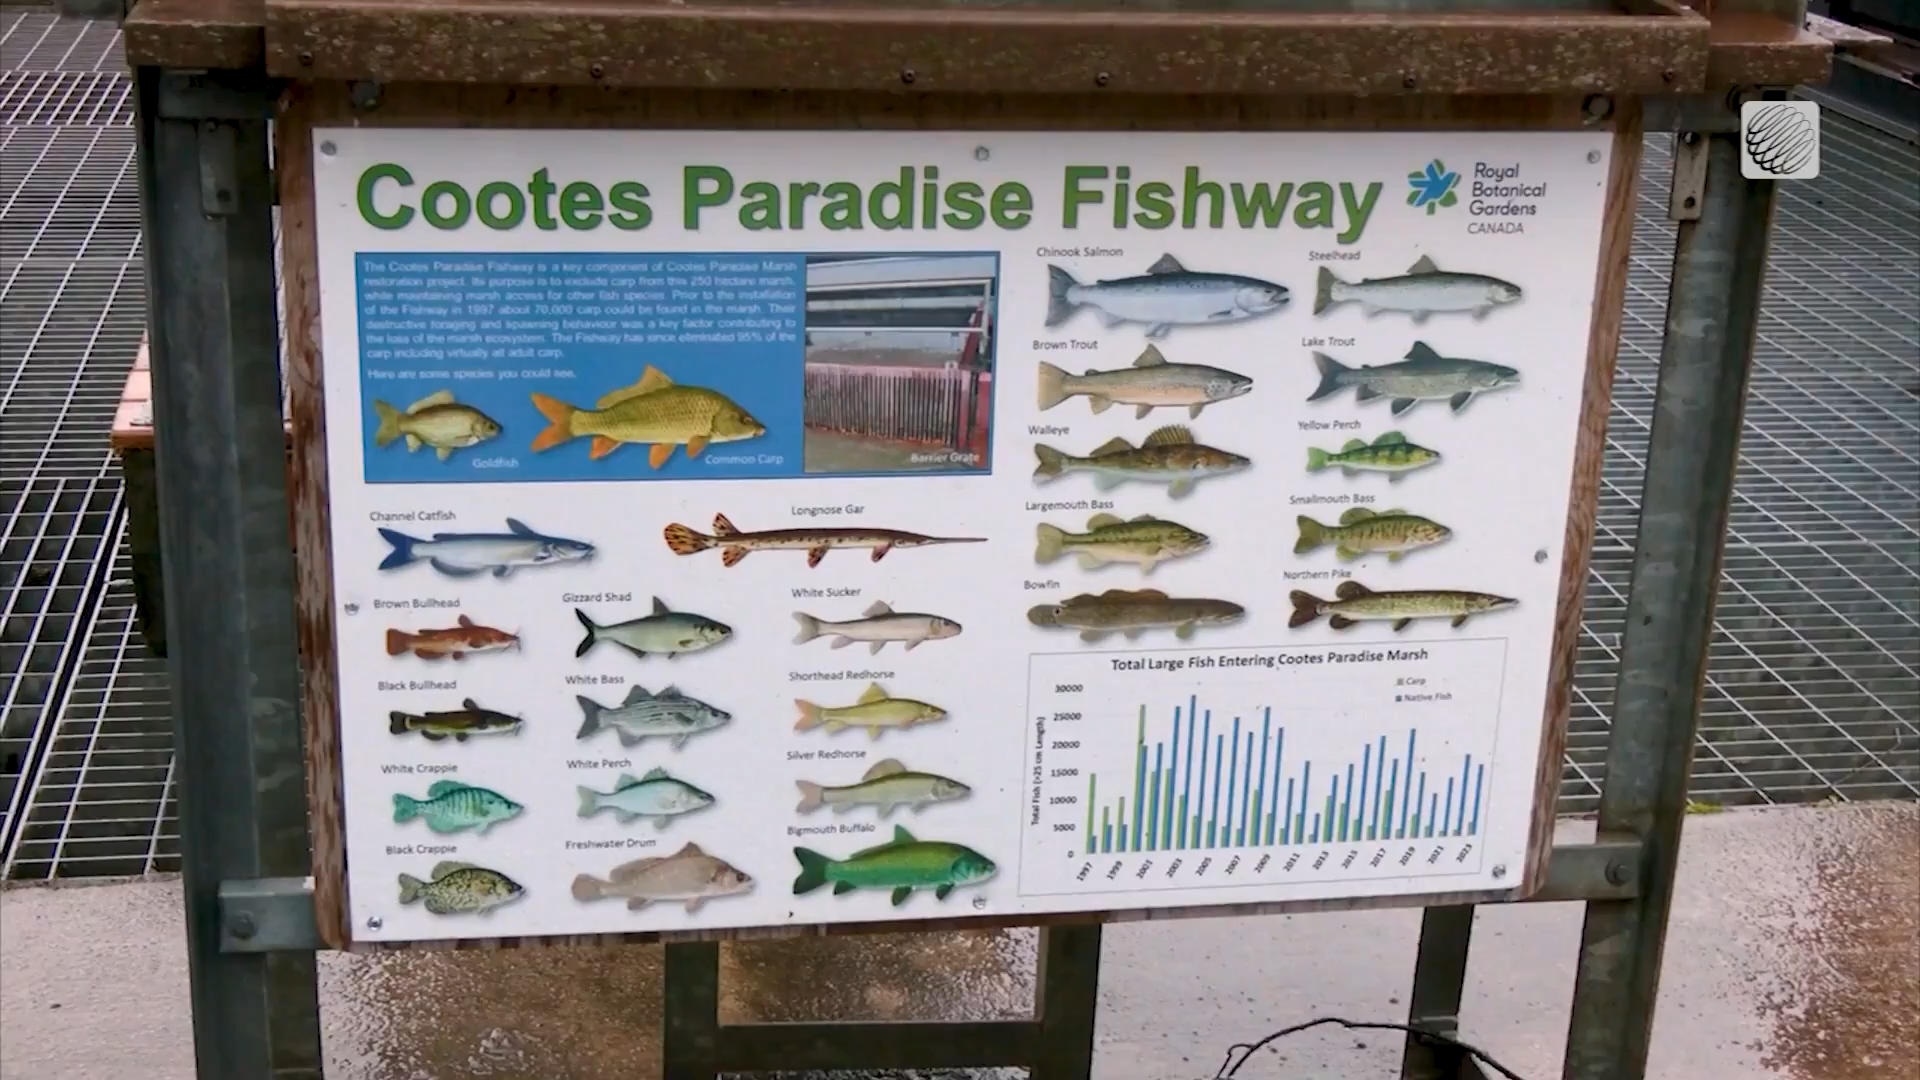 Cootes Paradise Fishway
Royal
Botanical
Gardens
CANADA
The Cootes Paradise Fishway is a key component of Cootes Paradise Marsh
restoration project. Its purpose is to exclude carp from this 250 hectare marsh,
while maintaining marsh access for other fish species. Prior to the installation
of the Fishway in 1997 about 70,000 carp could be found in the marsh. Their
destructive foraging and spawning behaviour was a key factor contributing to
the loss of the marsh ecosystem. The Fishway has since eliminated 95% of the
carp including virtually all adult carp.
Here are some species you could see.
Goldfish
Common Carp
Barrier Grate
Channel Catfish
Longnose Gar
Brown Bullhead
Gizzard Shad
White Sucker
Black Bullhead
White Bass
Shorthead Redhorse
White Crappie
White Perch
Silver Redhorse
Black Crappie
Freshwater Drum
Bigmouth Buffalo
Chinook Salmon
Steelhead
Brown Trout
Lake Trout
Walleye
Yellow Perch
Largemouth Bass
Smallmouth Bass
Bowfin
Northern Pike
Total Large Fish Entering Cootes Paradise Marsh
Carp
Native Fish
Total Fish (>25 cm Length)
30000
25000
20000
15000
10000
5000
0
1997 1999 2001 2003 2005 2007 2009 2011 2013 2015 2017 2019 2021 2023